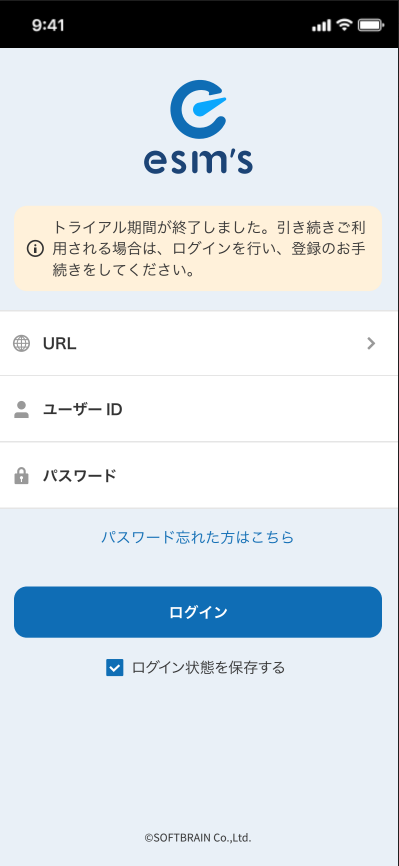 9:41
esm's
トライアル期間が終了しました。引き続きご利
用される場合は、ログインを行い、登録のお手
続きをしてください。
URL
ユーザー ID
パスワード
パスワード忘れた方はこちら
ログイン
ログイン状態を保存する
©SOFTBRAIN Co.,Ltd.